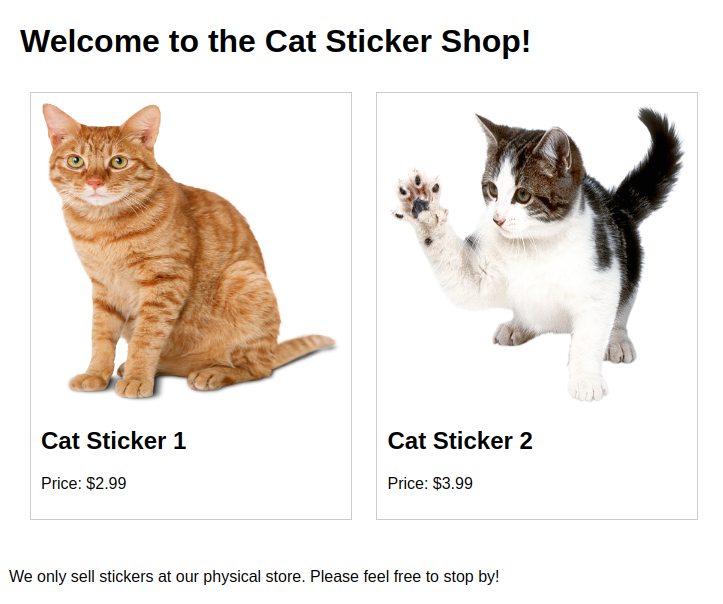 Welcome to the Cat Sticker Shop!
Cat Sticker 1
Price: $2.99
Cat Sticker 2
Price: $3.99
We only sell stickers at our physical store. Please feel free to stop by!